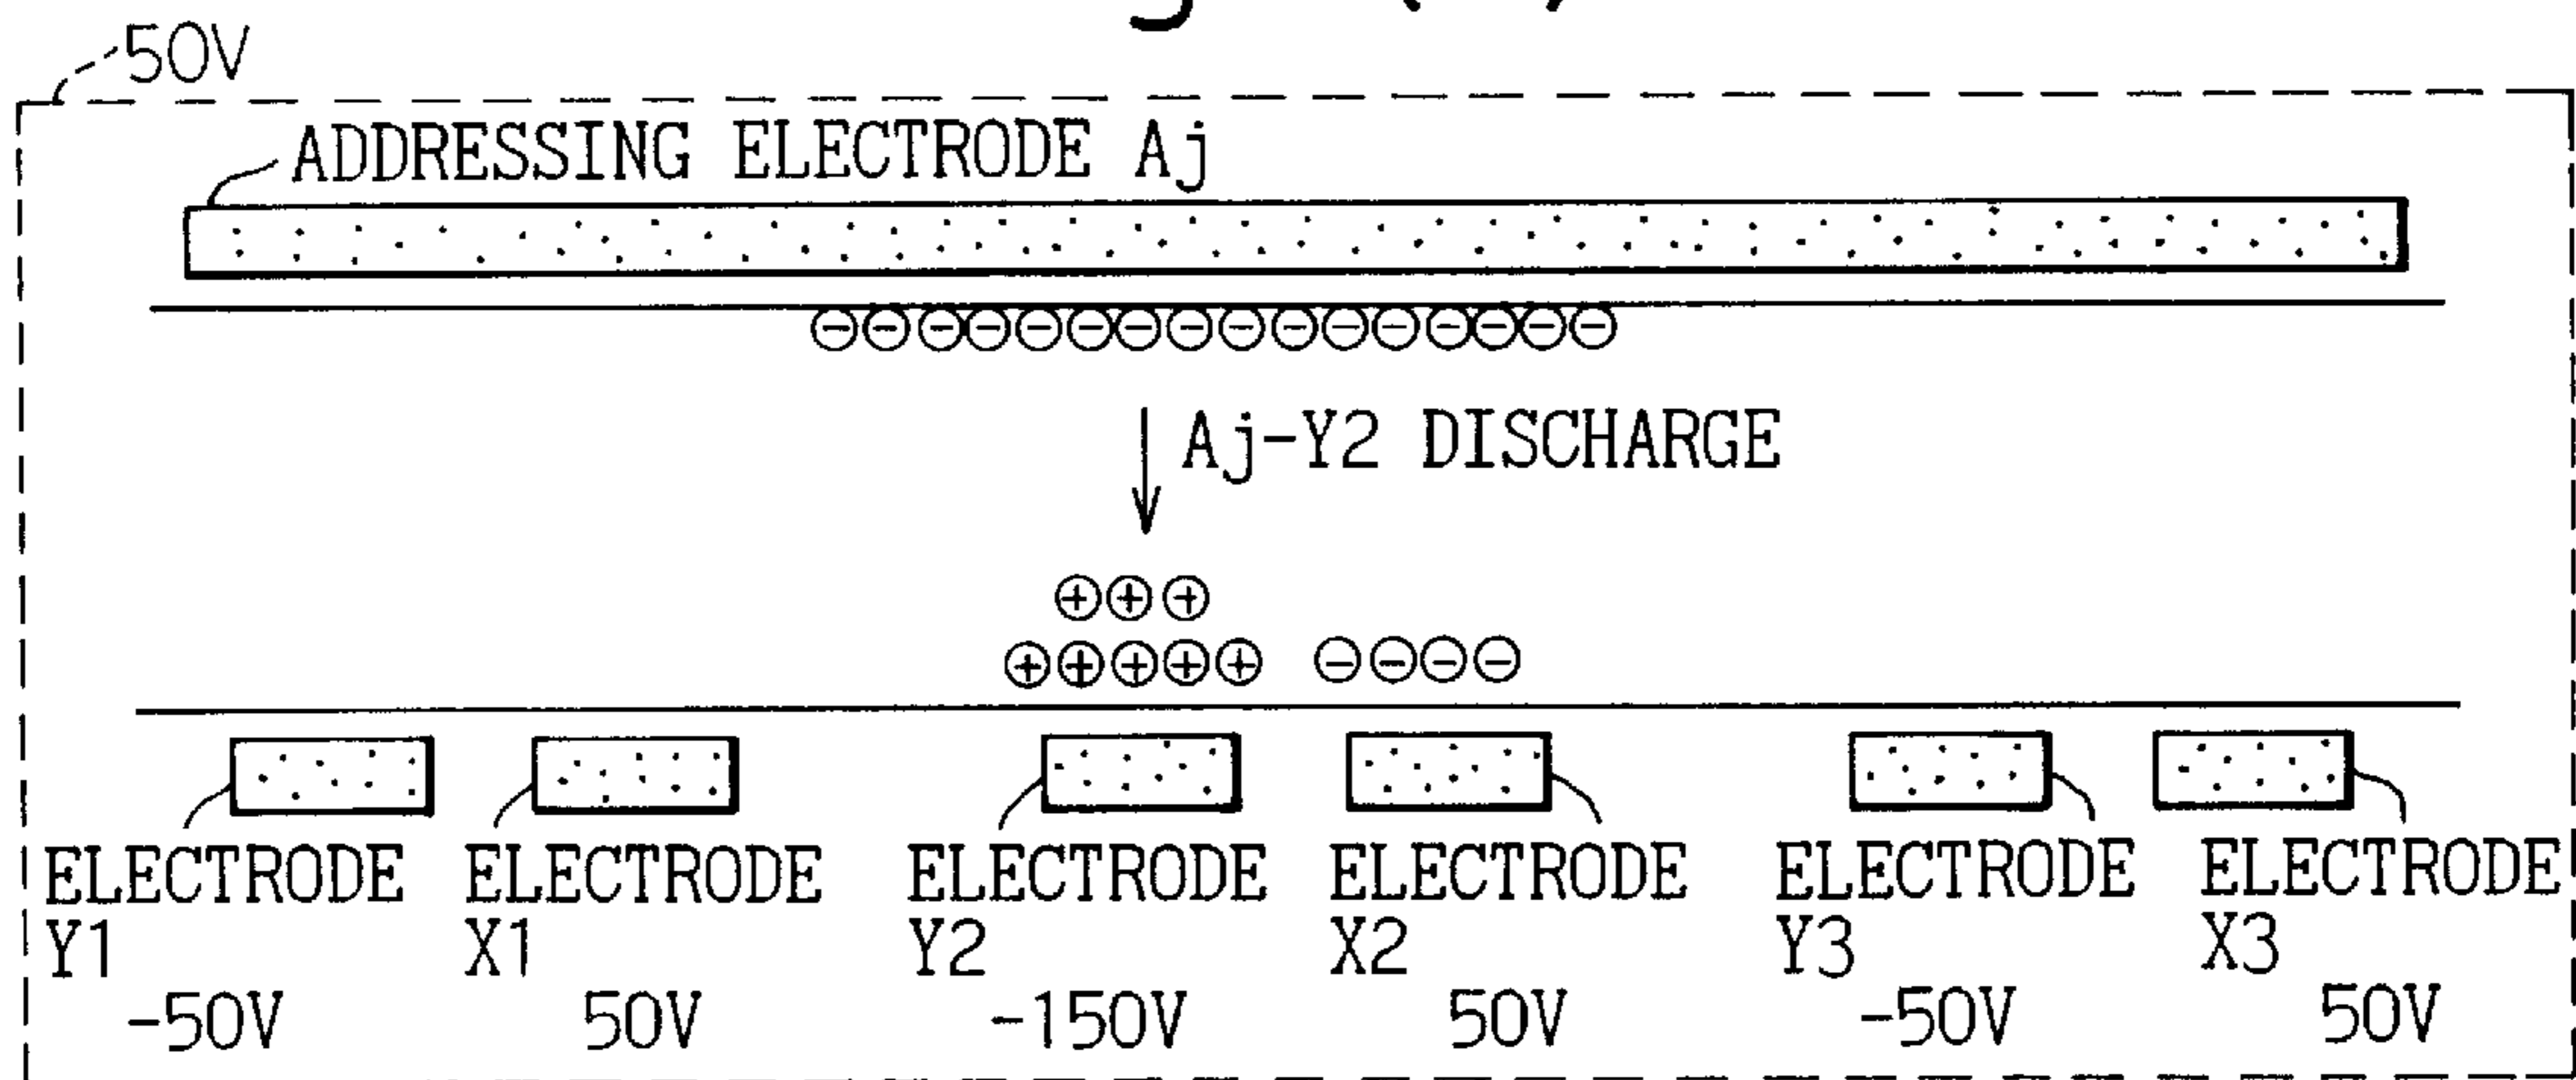 50V
ADDRESSING ELECTRODE Aj
Aj-Y2 DISCHARGE
ELECTRODE Y1 ELECTRODE X1 ELECTRODE Y2 ELECTRODE X2 ELECTRODE Y3 ELECTRODE X3
-50V 50V -150V 50V -50V 50V